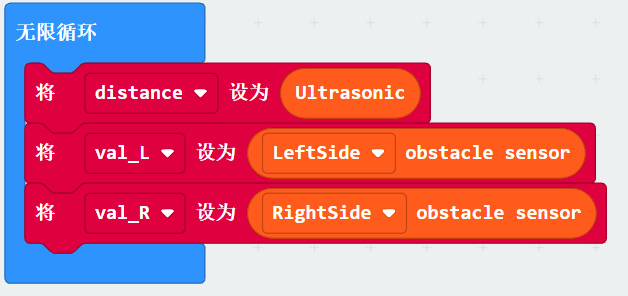 无限循环
将 distance 设为 Ultrasonic
将 val_L 设为 LeftSide obstacle sensor
将 val_R 设为 RightSide obstacle sensor